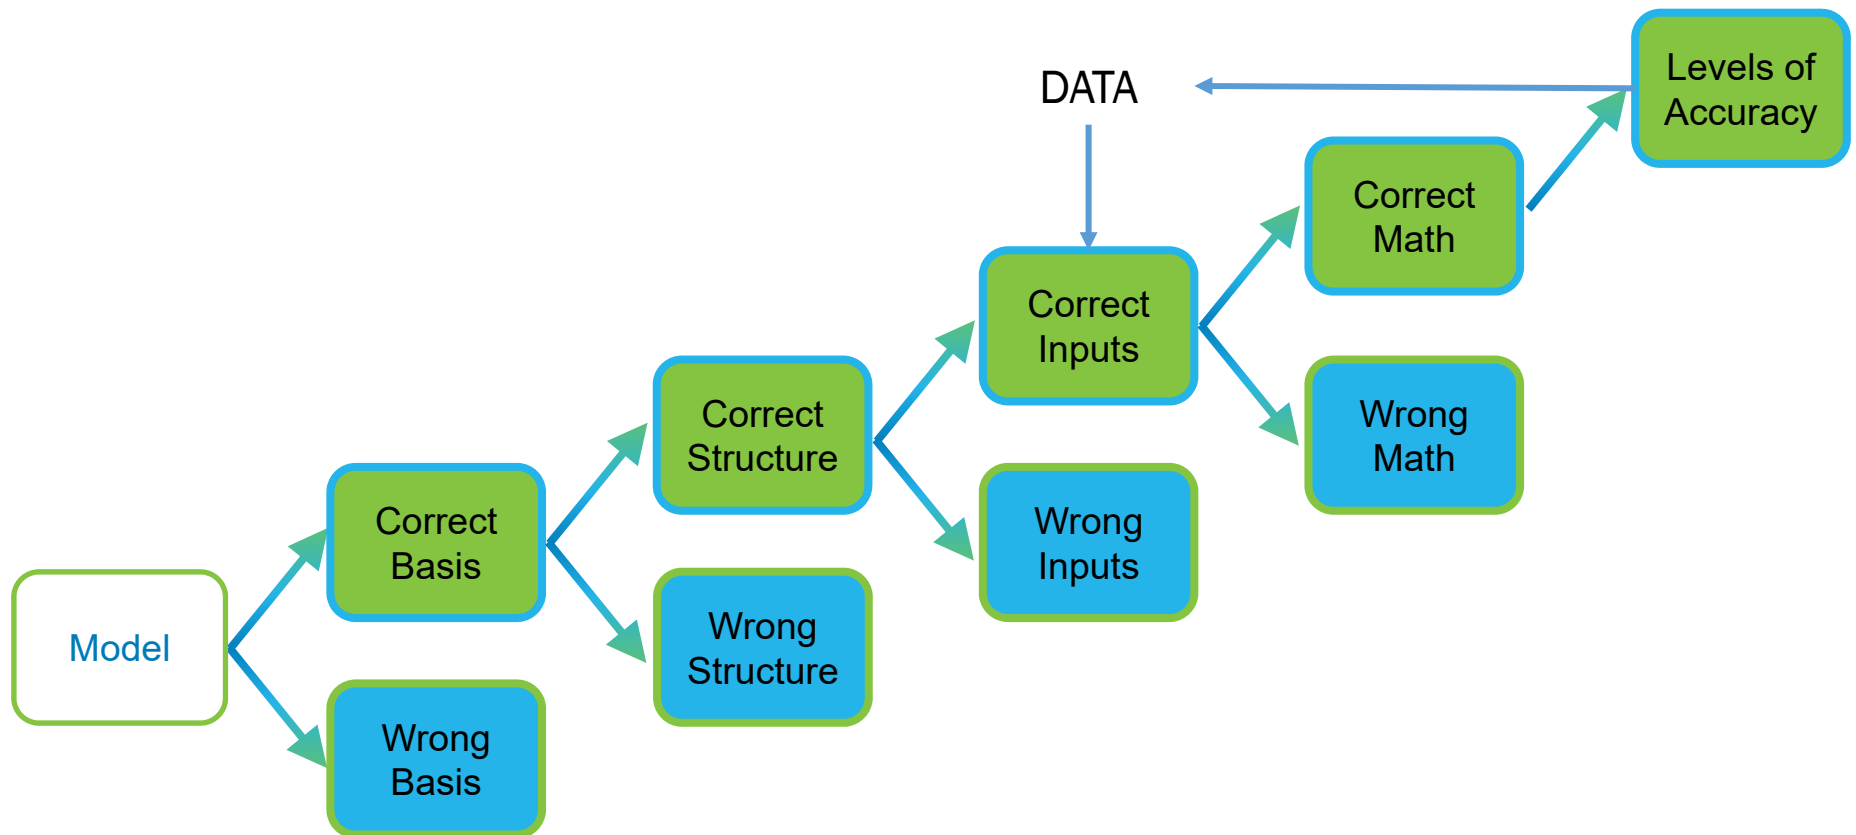 Levels of
Accuracy
DATA
Correct
Math
Correct
Inputs
Wrong
Math
Correct
Structure
Wrong
Inputs
Correct
Basis
Wrong
Structure
Model
Wrong
Basis